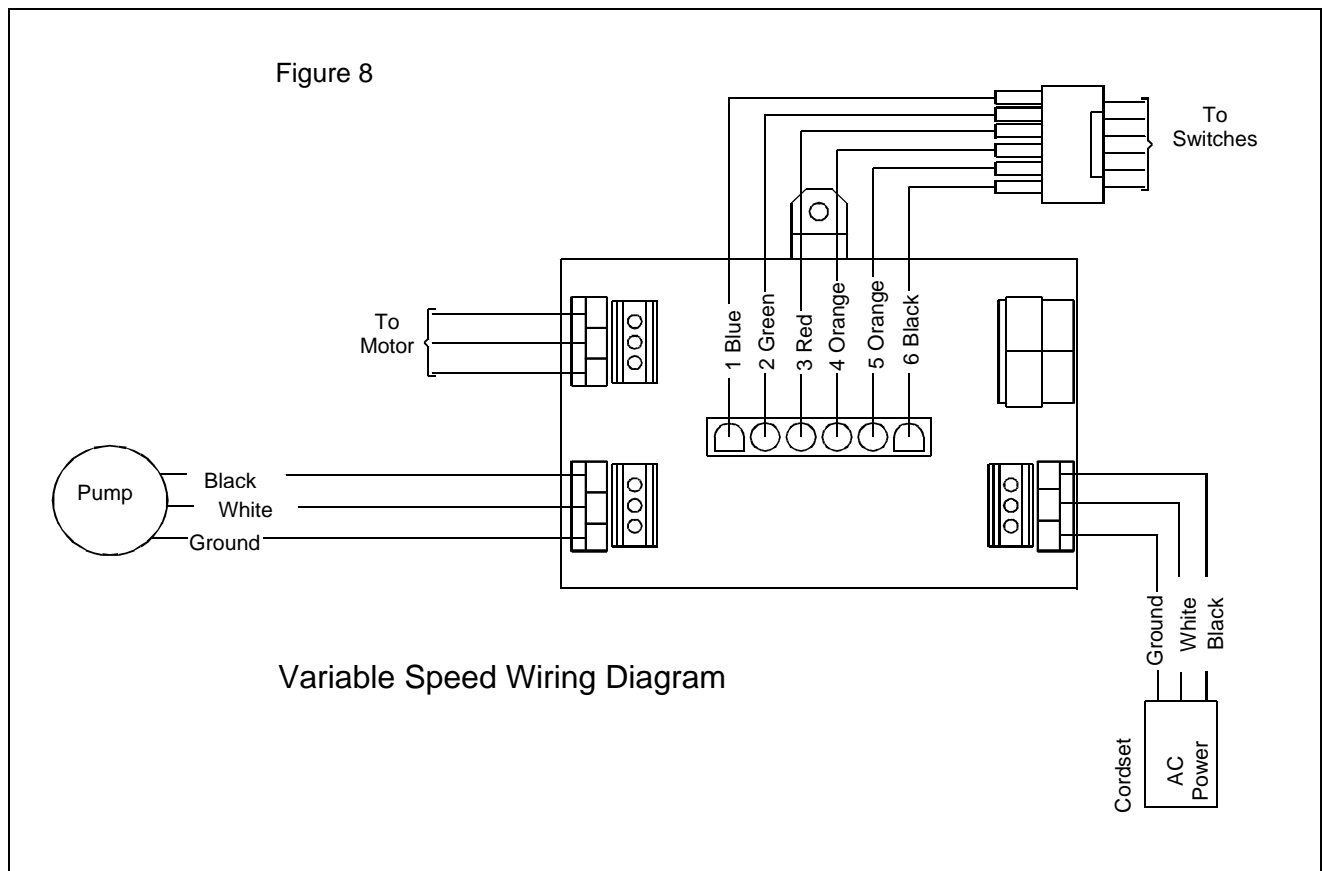 Figure 8
To
Switches
1 Blue
2 Green
3 Red
4 Orange
5 Orange
6 Black
To
Motor
Pump
Black
White
Ground
Ground
White
Black
Variable Speed Wiring Diagram
Cordset
AC
Power